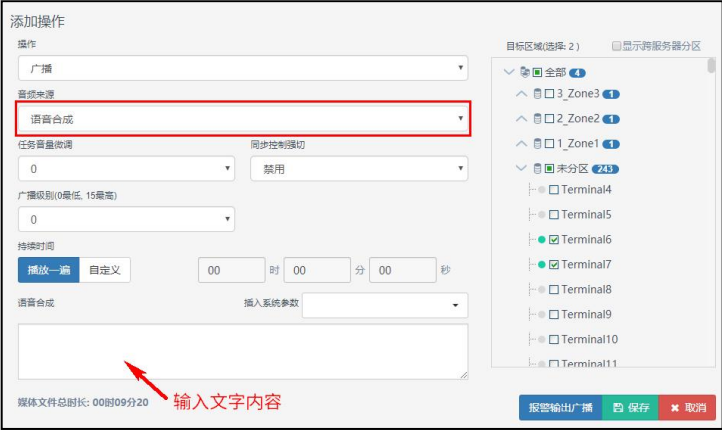 添加操作
操作
广播
音频来源
语音合成
任务音量微调
同步控制强切
0
禁用
广播级别(0最低, 15最高)
0
持续时间
播放一遍
自定义
00 时 00 分 00 秒
语音合成
插入系统参数
输入文字内容
媒体文件总时长: 00时09分20
目标区域(选择: 2 )
显示跨服务器分区
全部 4
3_Zone3 1
2_Zone2 1
1_Zone1 1
未分区 243
Terminal4
Terminal5
Terminal6
Terminal7
Terminal8
Terminal9
Terminal10
Terminal11
报警输出广播
保存
取消